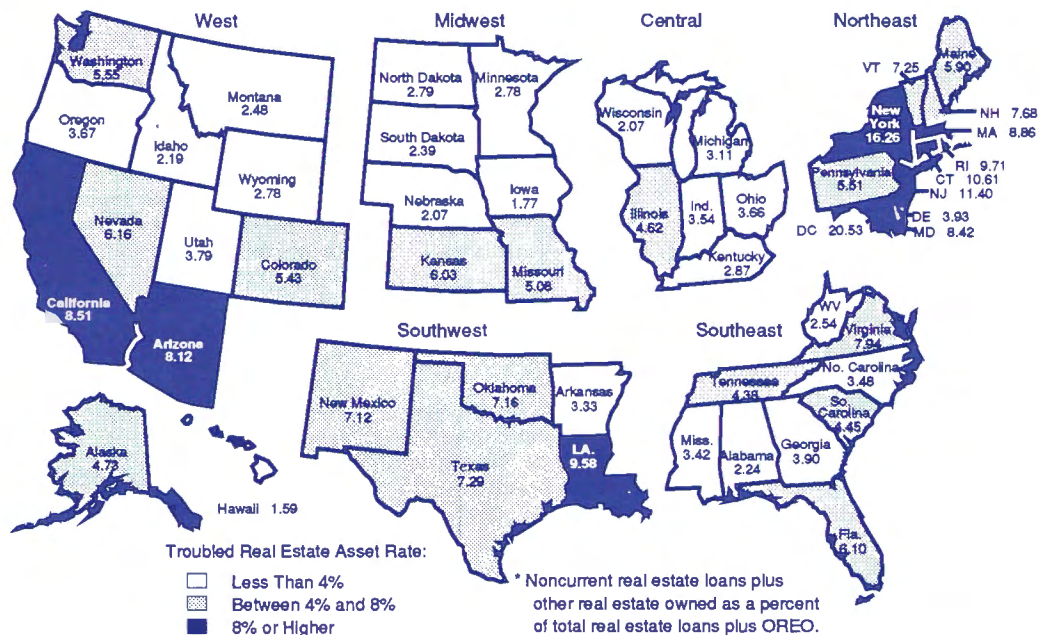 West
Washington
5.55
Oregon
3.67
Montana
2.48
Idaho
2.19
Wyoming
2.78
Nevada
6.16
Utah
3.79
Colorado
5.43
California
8.51
Arizona
8.12
Alaska
4.73
Hawaii 1.59
Midwest
North Dakota
2.79
Minnesota
2.78
South Dakota
2.39
Nebraska
2.07
Iowa
1.77
Kansas
6.03
Missouri
5.08
Central
Wisconsin
2.07
Michigan
3.11
Illinois
4.62
Ind.
3.54
Ohio
3.66
Kentucky
2.87
Northeast
Maine
5.90
VT 7.25
NH 7.68
New
York
16.26
MA 8.86
RI 9.71
CT 10.61
NJ 11.40
Pennsylvania
5.51
DE 3.93
MD 8.42
DC 20.53
Southwest
New Mexico
7.12
Oklahoma
7.16
Arkansas
3.33
Texas
7.29
LA.
9.58
Southeast
WV
2.54
Virginia
7.94
No. Carolina
3.48
Tennessee
4.38
So.
Carolina
4.45
Miss.
3.42
Alabama
2.24
Georgia
3.90
Fla.
6.10
Troubled Real Estate Asset Rate:
Less Than 4%
Between 4% and 8%
8% or Higher
* Noncurrent real estate loans plus
other real estate owned as a percent
of total real estate loans plus OREO.